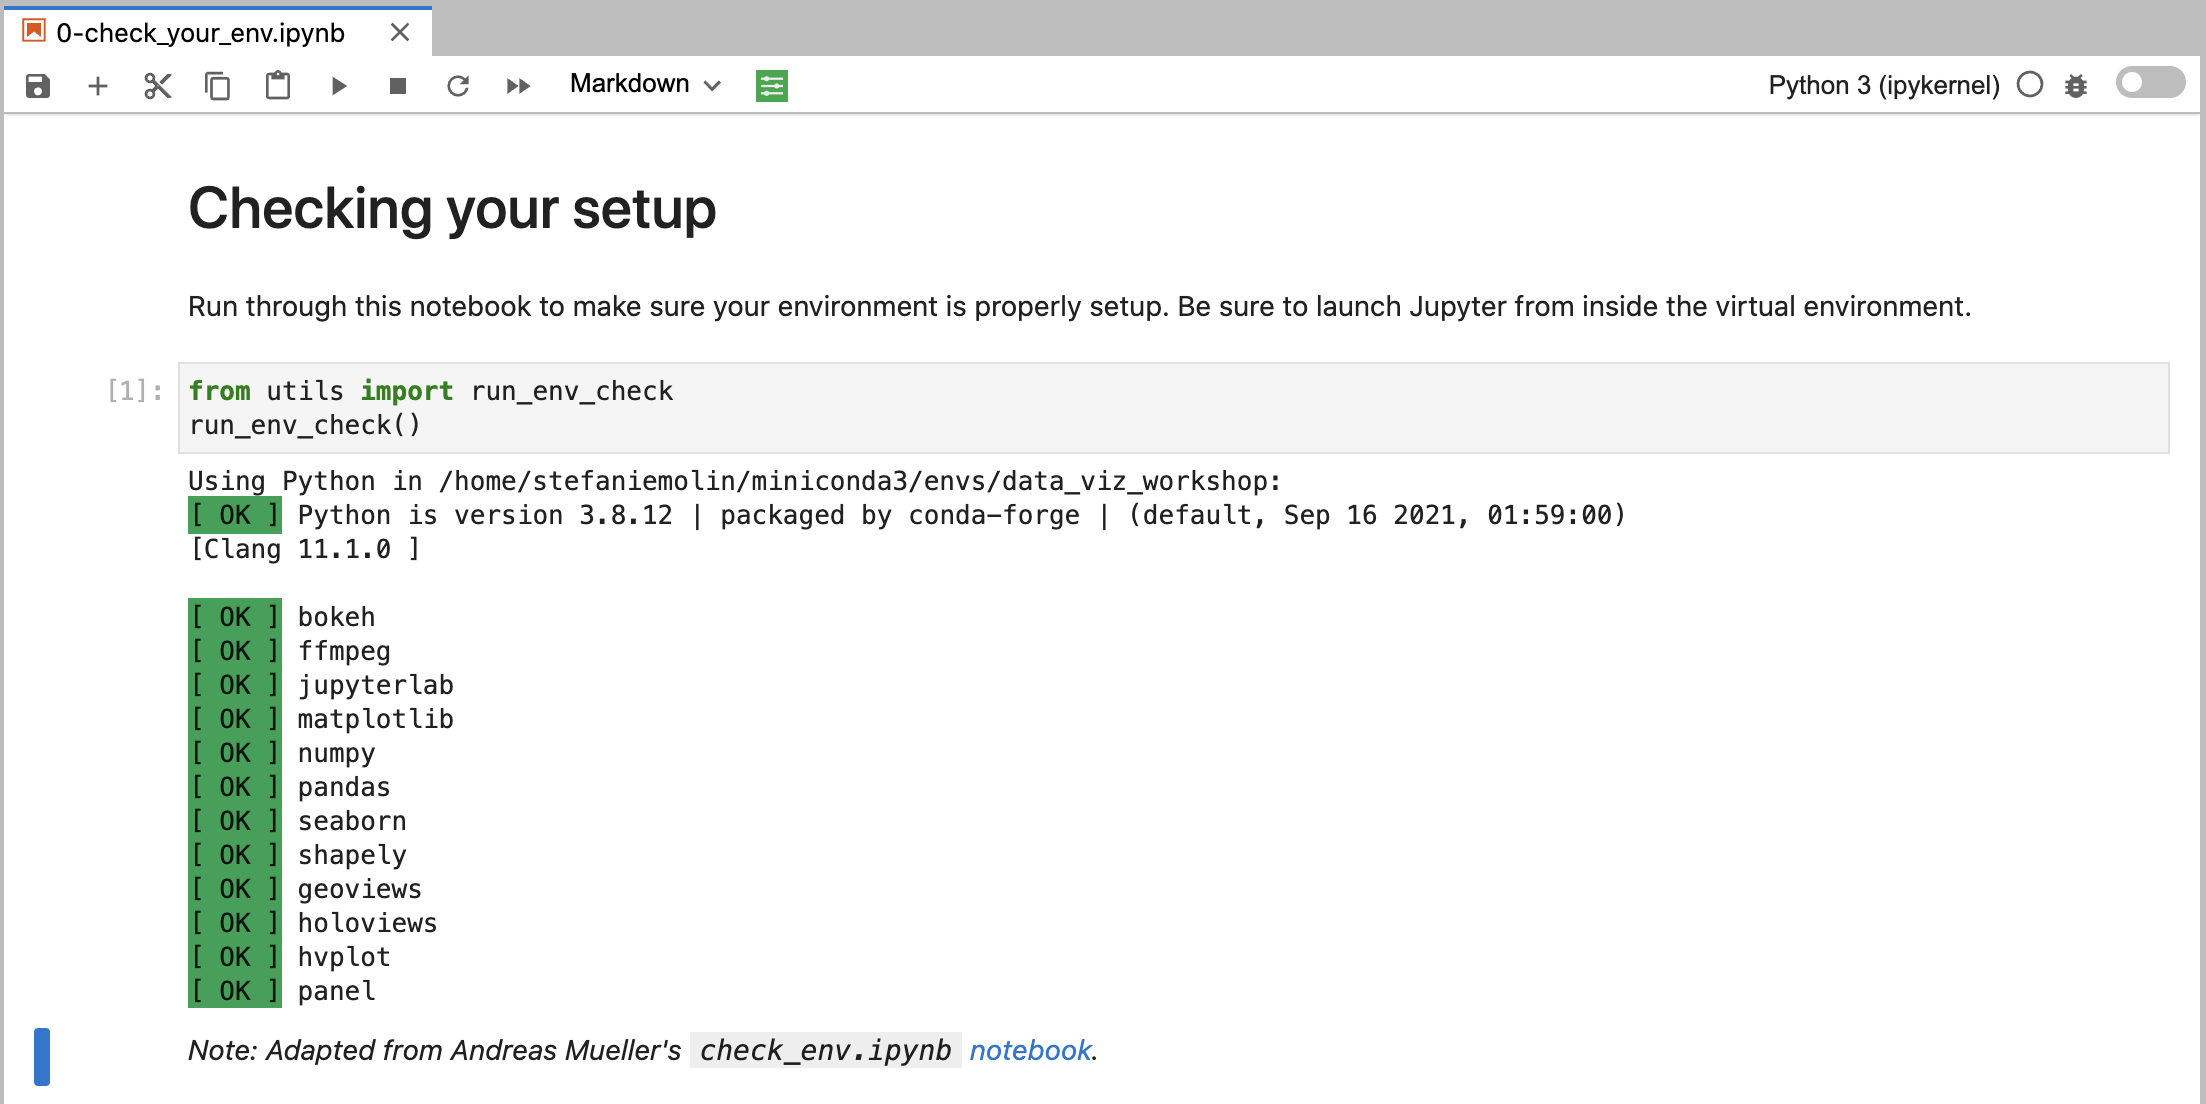 0-check_your_env.ipynb
Markdown
Python 3 (ipykernel)
Checking your setup
Run through this notebook to make sure your environment is properly setup. Be sure to launch Jupyter from inside the virtual environment.
[1]: from utils import run_env_check
run_env_check()
Using Python in /home/stefaniemolin/miniconda3/envs/data_viz_workshop:
[ OK ] Python is version 3.8.12 | packaged by conda-forge | (default, Sep 16 2021, 01:59:00)
[Clang 11.1.0 ]
[ OK ] bokeh
[ OK ] ffmpeg
[ OK ] jupyterlab
[ OK ] matplotlib
[ OK ] numpy
[ OK ] pandas
[ OK ] seaborn
[ OK ] shapely
[ OK ] geoviews
[ OK ] holoviews
[ OK ] hvplot
[ OK ] panel
Note: Adapted from Andreas Mueller's check_env.ipynb notebook.